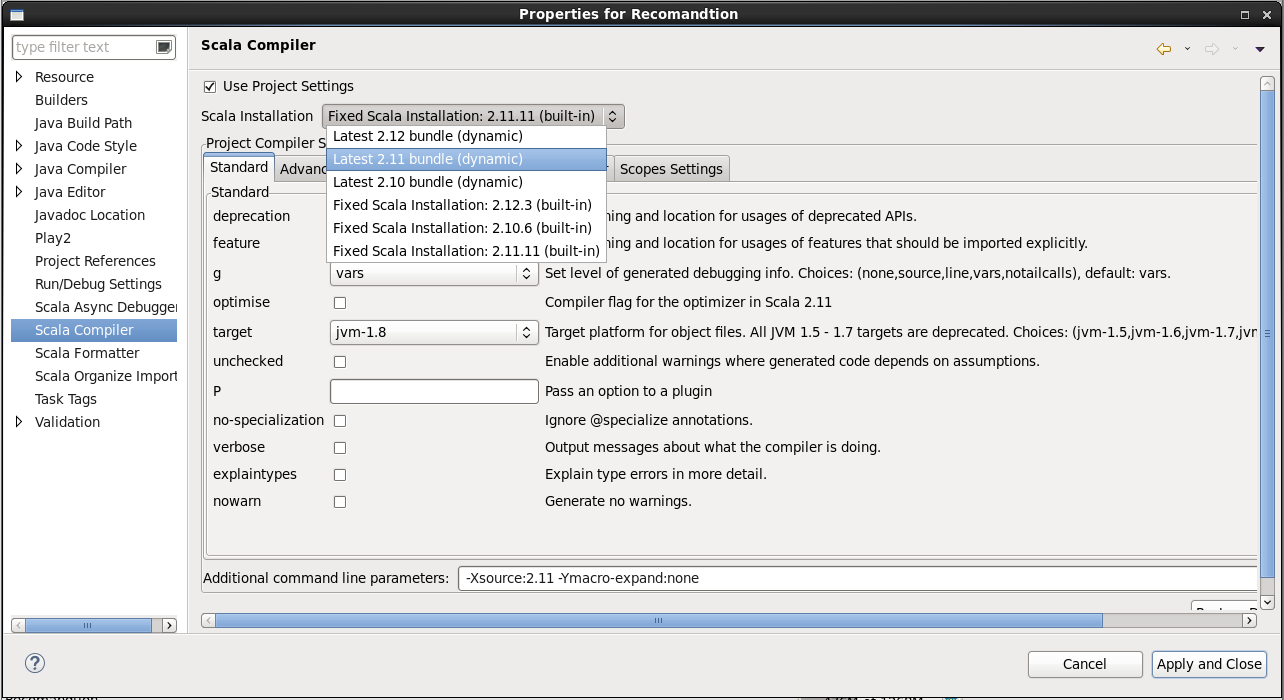 Properties for Recomandtion
type filter text
Resource
Builders
Java Build Path
Java Code Style
Java Compiler
Java Editor
Javadoc Location
Play2
Project References
Run/Debug Settings
Scala Async Debugger
Scala Compiler
Scala Formatter
Scala Organize Import
Task Tags
Validation
Scala Compiler
Use Project Settings
Scala Installation Fixed Scala Installation: 2.11.11 (built-in)
Latest 2.12 bundle (dynamic)
Latest 2.11 bundle (dynamic)
Latest 2.10 bundle (dynamic)
Fixed Scala Installation: 2.12.3 (built-in)
Fixed Scala Installation: 2.10.6 (built-in)
Fixed Scala Installation: 2.11.11 (built-in)
Project Compiler S
Standard Advanc Scopes Settings
Standard
deprecation ning and location for usages of deprecated APIs.
feature ning and location for usages of features that should be imported explicitly.
g vars Set level of generated debugging info. Choices: (none,source,line,vars,notailcalls), default: vars.
optimise Compiler flag for the optimizer in Scala 2.11
target jvm-1.8 Target platform for object files. All JVM 1.5 - 1.7 targets are deprecated. Choices: (jvm-1.5,jvm-1.6,jvm-1.7,jvr
unchecked Enable additional warnings where generated code depends on assumptions.
P Pass an option to a plugin
no-specialization Ignore @specialize annotations.
verbose Output messages about what the compiler is doing.
explaintypes Explain type errors in more detail.
nowarn Generate no warnings.
Additional command line parameters: -Xsource:2.11 -Ymacro-expand:none
Cancel Apply and Close